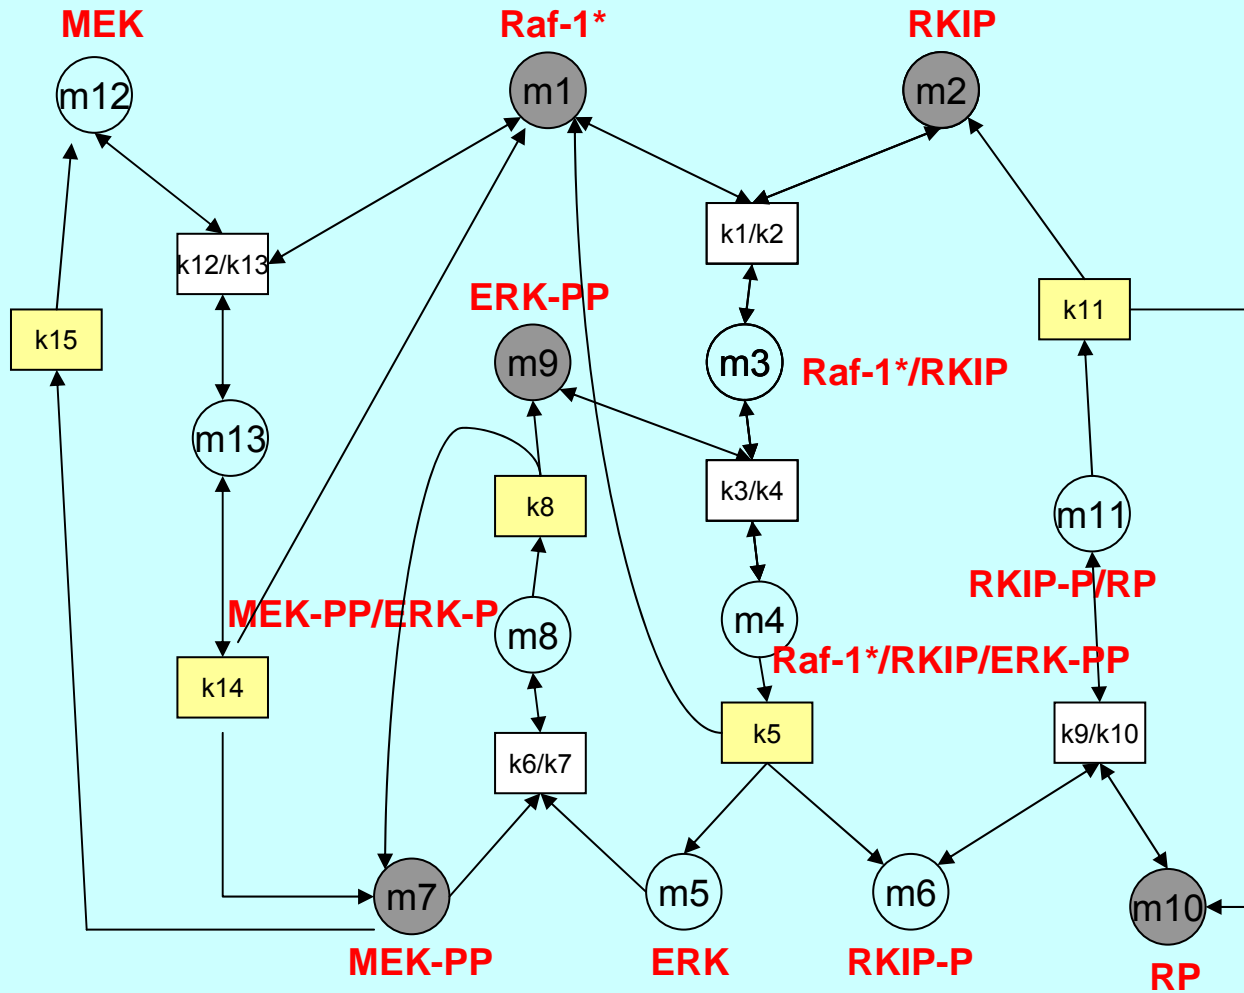 MEK
Raf-1*
RKIP
m12
m1
m2
k12/k13
k1/k2
ERK-PP
k15
k11
m9
m3
Raf-1*/RKIP
m13
k8
k3/k4
m11
RKIP-P/RP
MEK-PP/ERK-P
m8
m4
Raf-1*/RKIP/ERK-PP
k14
k6/k7
k5
k9/k10
m7
m5
m6
m10
MEK-PP
ERK
RKIP-P
RP